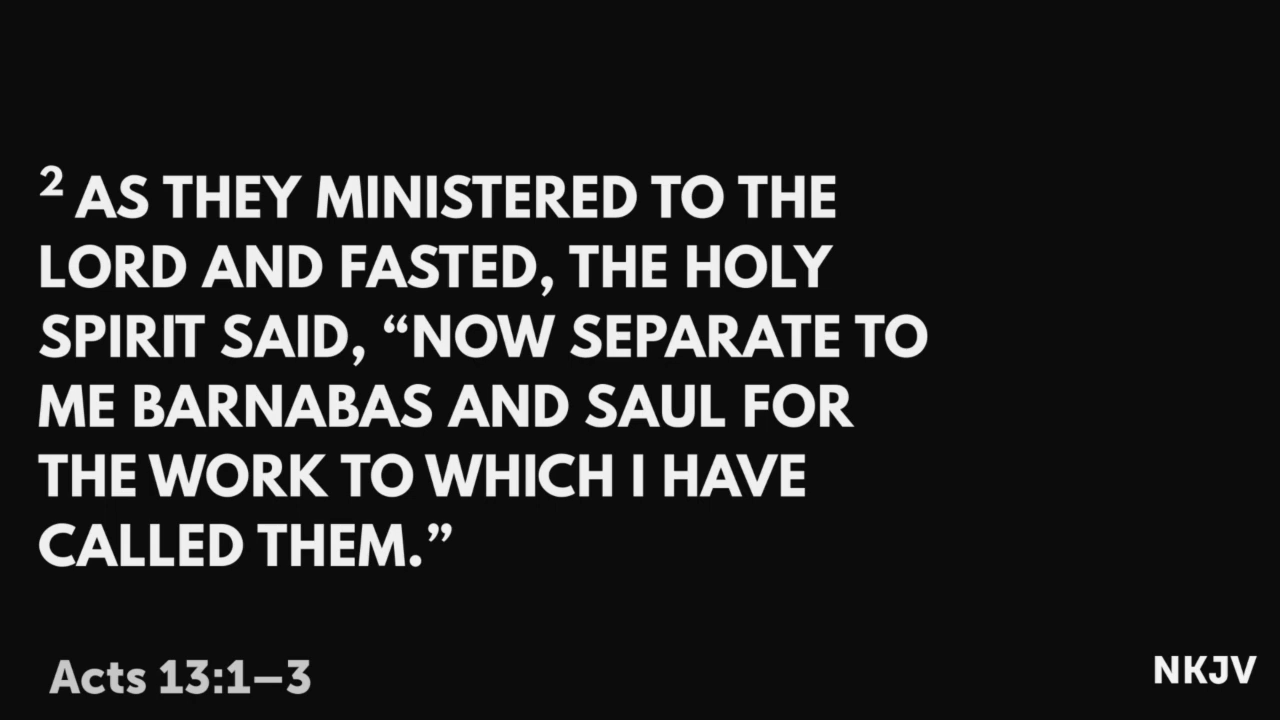 ² AS THEY MINISTERED TO THE
LORD AND FASTED, THE HOLY
SPIRIT SAID, “NOW SEPARATE TO
ME BARNABAS AND SAUL FOR
THE WORK TO WHICH I HAVE
CALLED THEM.”
Acts 13:1–3
NKJV